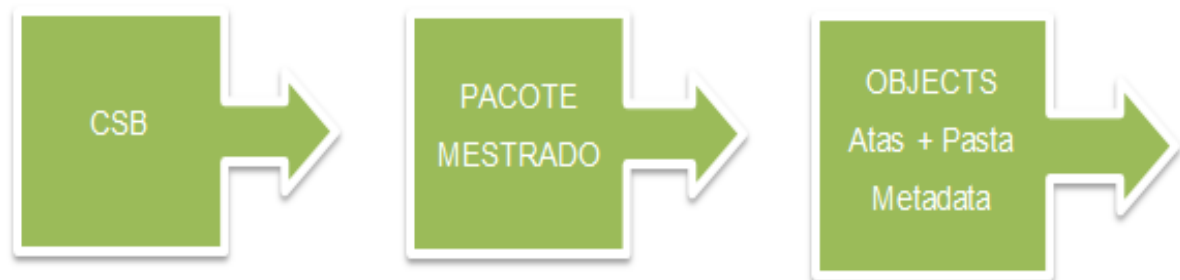 CSB
PACOTE
MESTRADO
OBJECTS
Atas + Pasta
Metadata